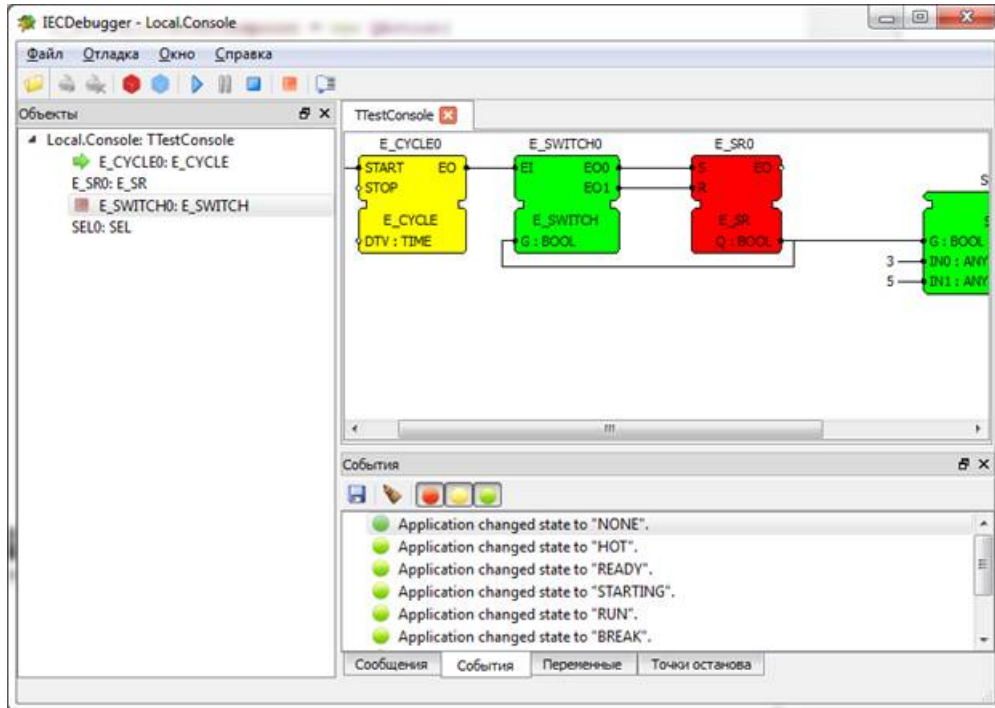 IECDebugger - Local.Console
Файл Отладка Окно Справка
Объекты
Local.Console: TTestConsole
E_CYCLE0: E_CYCLE
E_SR0: E_SR
E_SWITCH0: E_SWITCH
SEL0: SEL
TTestConsole
E_CYCLE0 E_SWITCH0 E_SR0
START EO EI EO0 S EO
STOP EO1 R
E_CYCLE E_SWITCH E_SR
DTV : TIME G : BOOL Q : BOOL G : BOOL
3 IN0 : ANY
5 IN1 : ANY
События
Application changed state to "NONE".
Application changed state to "HOT".
Application changed state to "READY".
Application changed state to "STARTING".
Application changed state to "RUN".
Application changed state to "BREAK".
Сообщения События Переменные Точки останова